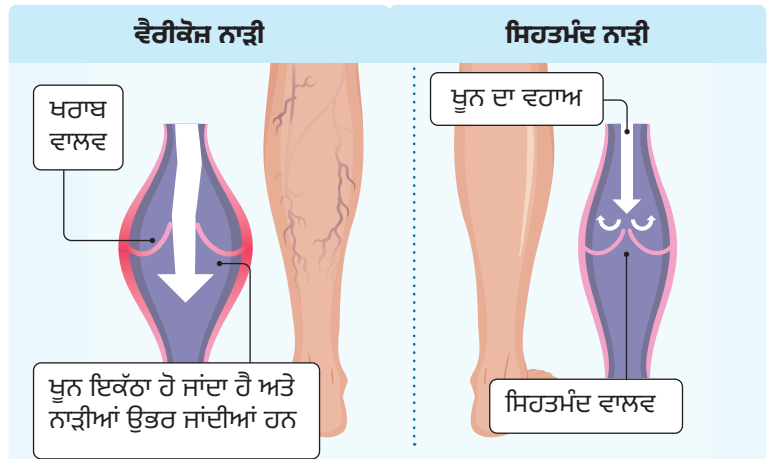 ਵੈਰੀਕੋਜ਼ ਨਾੜੀ
ਸਿਹਤਮੰਦ ਨਾੜੀ
ਖਰਾਬ
ਵਾਲਵ
ਖੂਨ ਦਾ ਵਹਾਅ
ਖੂਨ ਇਕੱਠਾ ਹੋ ਜਾਂਦਾ ਹੈ ਅਤੇ
ਨਾੜੀਆਂ ਉਭਰ ਜਾਂਦੀਆਂ ਹਨ
ਸਿਹਤਮੰਦ ਵਾਲਵ